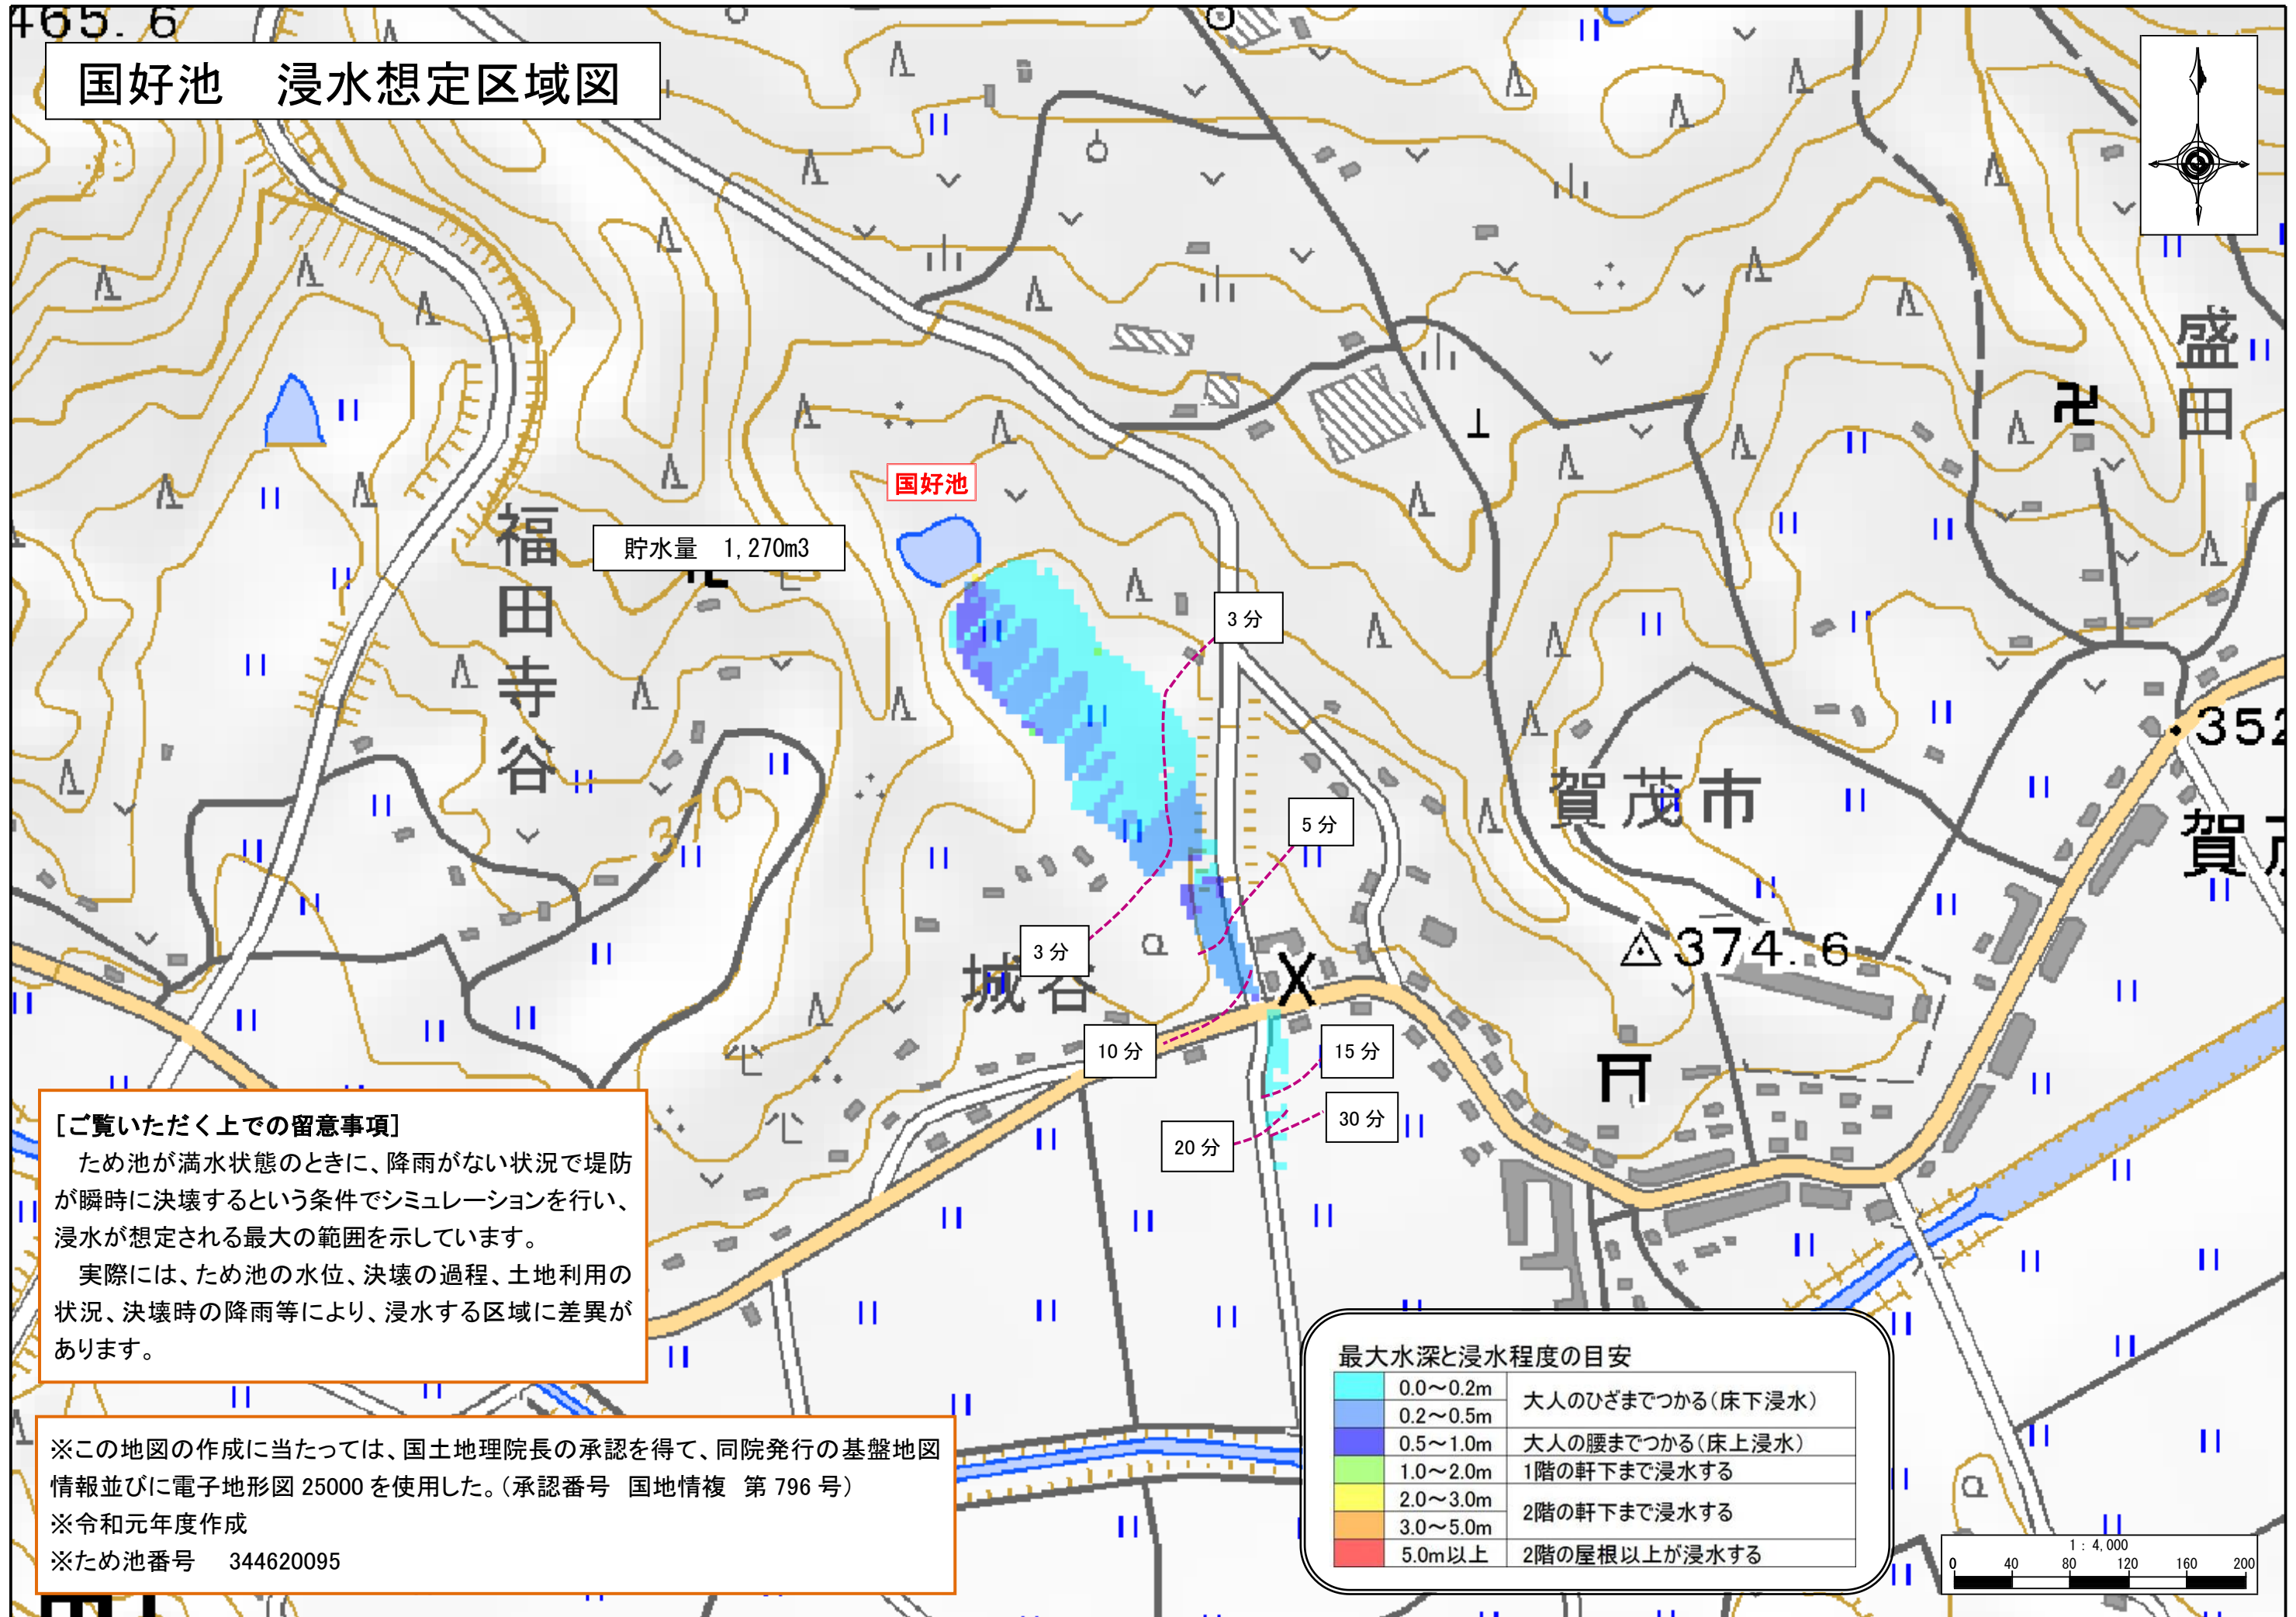 465.6
国好池　浸水想定区域図
国好池
貯水量　1,270m3
福田寺谷
盛田
3分
352
賀茂市
5分
310
374.6
3分
城谷
10分
15分
30分
20分
[ご覧いただく上での留意事項]
ため池が満水状態のときに、降雨がない状況で堤防
が瞬時に決壊するという条件でシミュレーションを行い、
浸水が想定される最大の範囲を示しています。
実際には、ため池の水位、決壊の過程、土地利用の
状況、決壊時の降雨等により、浸水する区域に差異が
あります。
※この地図の作成に当たっては、国土地理院長の承認を得て、同院発行の基盤地図
情報並びに電子地形図 25000 を使用した。（承認番号　国地情複　第 796 号）
※令和元年度作成
※ため池番号　344620095
最大水深と浸水程度の目安
0.0～0.2m 大人のひざまでつかる（床下浸水）
0.2～0.5m
0.5～1.0m 大人の腰までつかる（床上浸水）
1.0～2.0m 1階の軒下まで浸水する
2.0～3.0m 2階の軒下まで浸水する
3.0～5.0m
5.0m以上 2階の屋根以上が浸水する
1 : 4,000
0 40 80 120 160 200